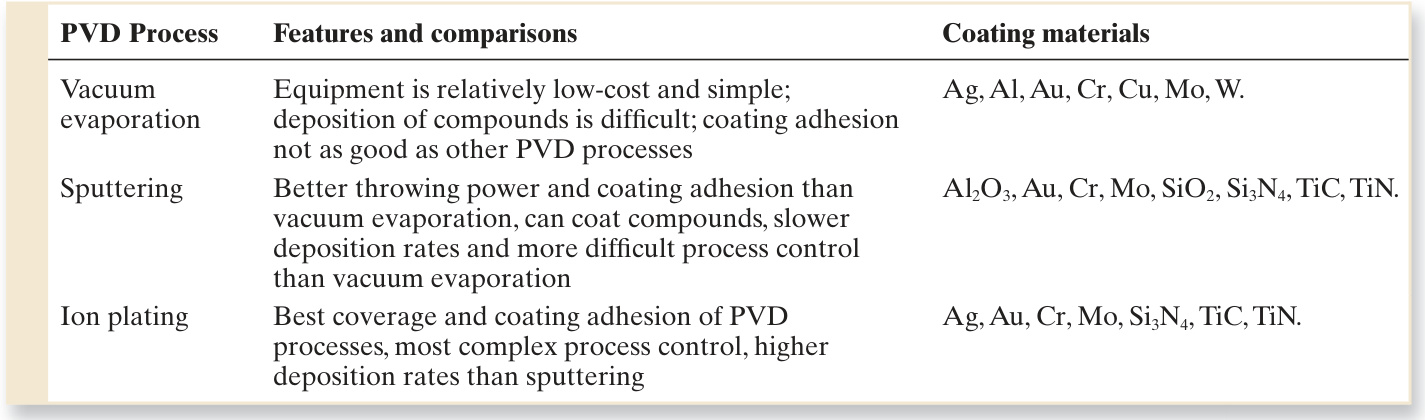 PVD Process Features and comparisons Coating materials
Vacuum evaporation Equipment is relatively low-cost and simple; Ag, Al, Au, Cr, Cu, Mo, W.
deposition of compounds is difficult; coating adhesion
not as good as other PVD processes
Sputtering Better throwing power and coating adhesion than Al₂O₃, Au, Cr, Mo, SiO₂, Si₃N₄, TiC, TiN.
vacuum evaporation, can coat compounds, slower
deposition rates and more difficult process control
than vacuum evaporation
Ion plating Best coverage and coating adhesion of PVD Ag, Au, Cr, Mo, Si₃N₄, TiC, TiN.
processes, most complex process control, higher
deposition rates than sputtering